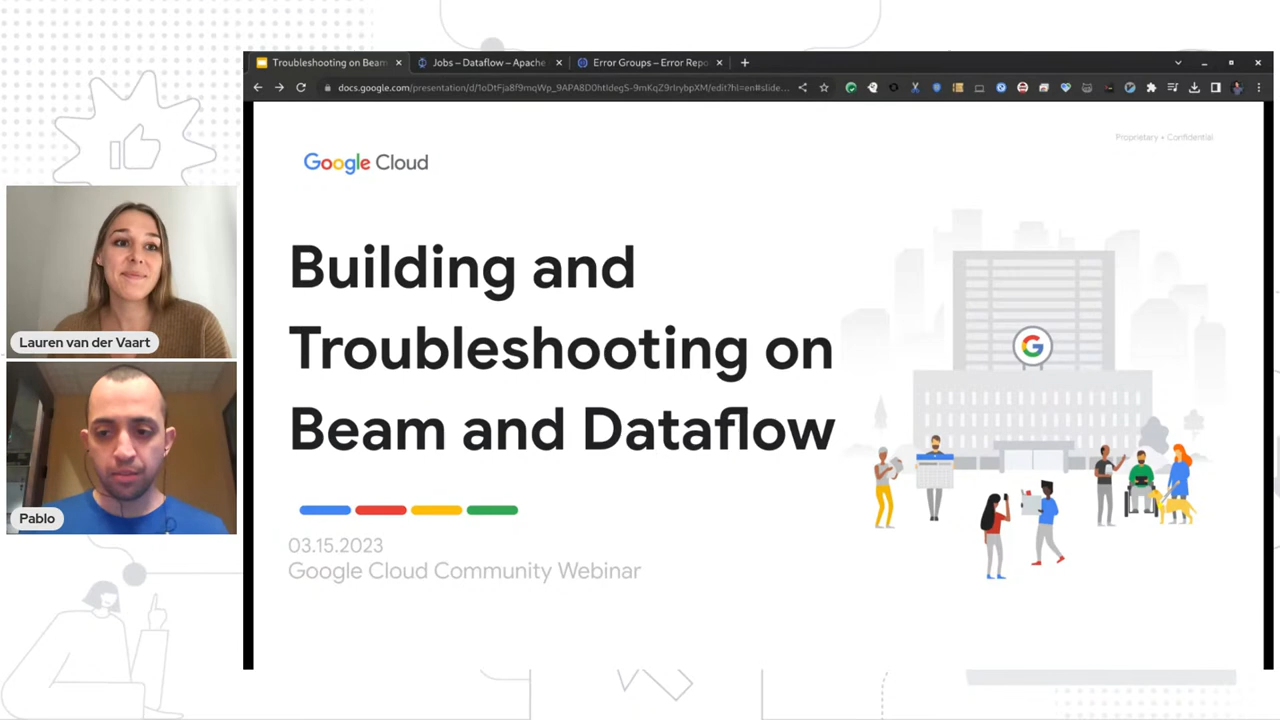 Troubleshooting on Beam
Jobs – Dataflow – Apache
Error Groups – Error Repo
Proprietary + Confidential
Google Cloud
Building and
Troubleshooting on
Beam and Dataflow
03.15.2023
Google Cloud Community Webinar
Lauren van der Vaart
Pablo